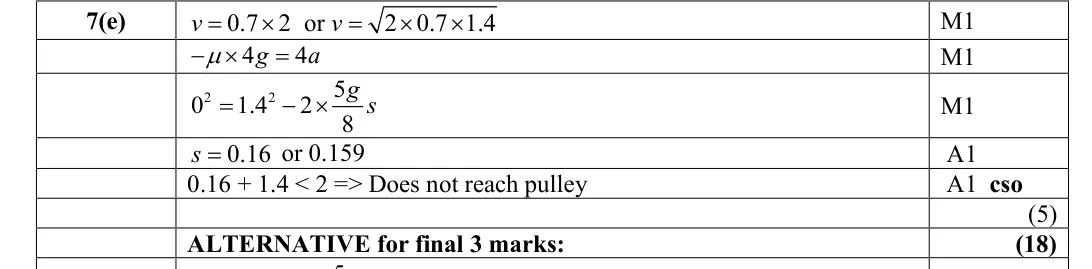 7(e) v = 0.7 × 2 or v = √(2 × 0.7 × 1.4) M1
−μ × 4g = 4a M1
0² = 1.4² − 2 × 5g/8 s M1
s = 0.16 or 0.159 A1
0.16 + 1.4 < 2 => Does not reach pulley A1 cso
(5)
ALTERNATIVE for final 3 marks: (18)